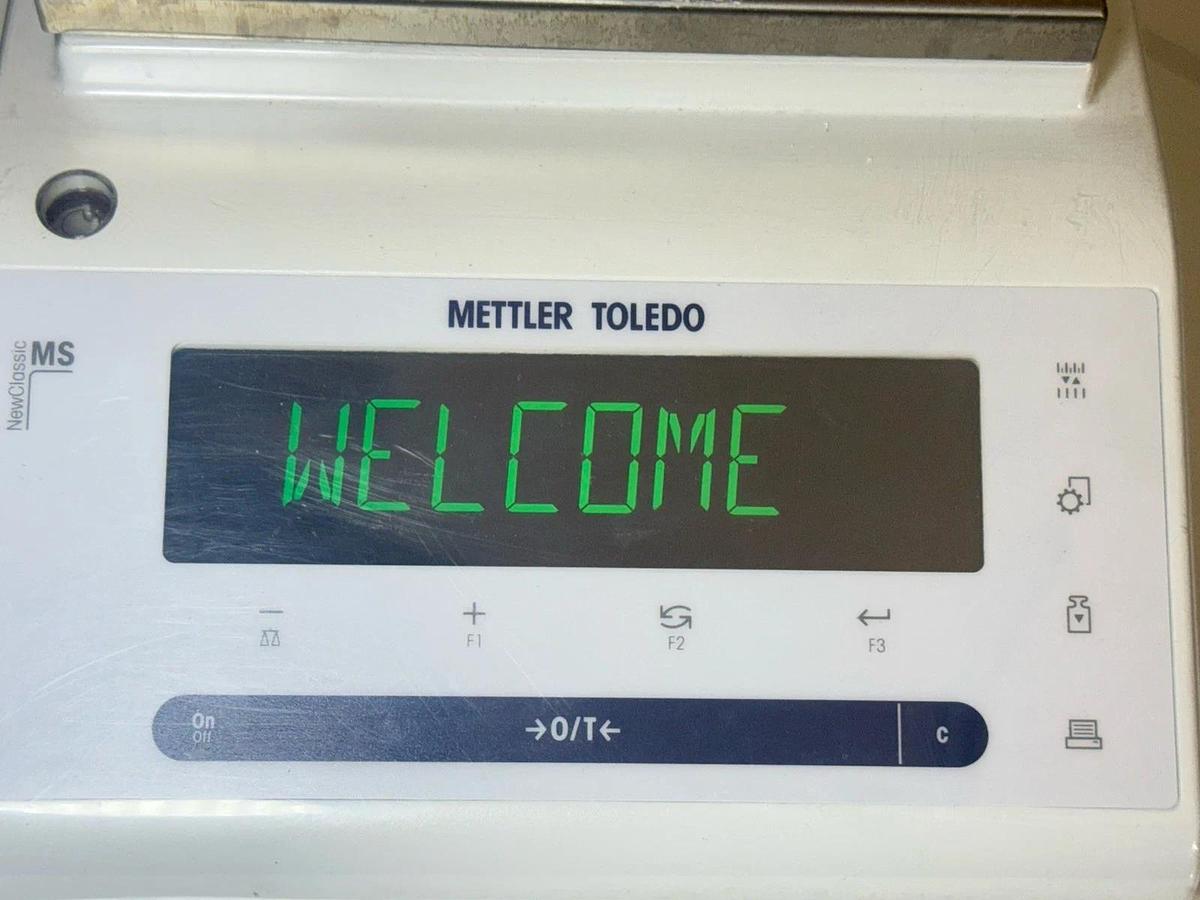 METTLER TOLEDO
NewClassic MS
WELCOME
F1 F2 F3
On
Off
→0/T←
C